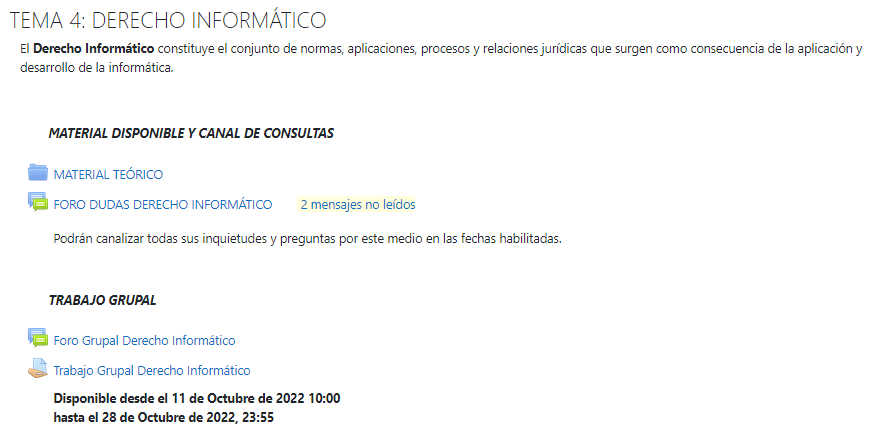 TEMA 4: DERECHO INFORMÁTICO
El Derecho Informático constituye el conjunto de normas, aplicaciones, procesos y relaciones jurídicas que surgen como consecuencia de la aplicación y
desarrollo de la informática.
MATERIAL DISPONIBLE Y CANAL DE CONSULTAS
MATERIAL TEÓRICO
FORO DUDAS DERECHO INFORMÁTICO 2 mensajes no leídos
Podrán canalizar todas sus inquietudes y preguntas por este medio en las fechas habilitadas.
TRABAJO GRUPAL
Foro Grupal Derecho Informático
Trabajo Grupal Derecho Informático
Disponible desde el 11 de Octubre de 2022 10:00
hasta el 28 de Octubre de 2022, 23:55